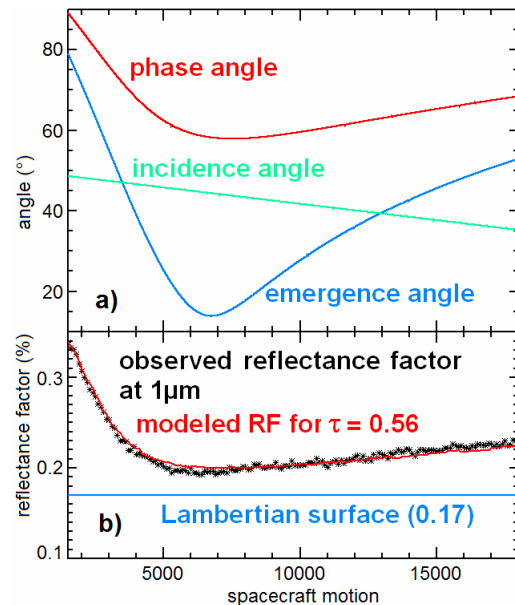 80
60
40
20
angle (°)
phase angle
incidence angle
emergence angle
a)
0.3
0.2
0.1
reflectance factor (%)
observed reflectance factor
at 1µm
modeled RF for τ = 0.56
Lambertian surface (0.17)
b)
5000 10000 15000
spacecraft motion